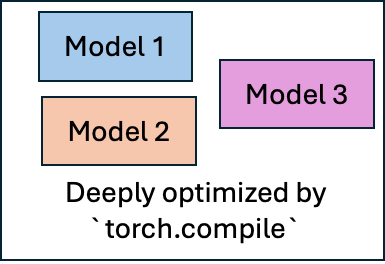 Model 1
Model 2
Model 3
Deeply optimized by
`torch.compile`